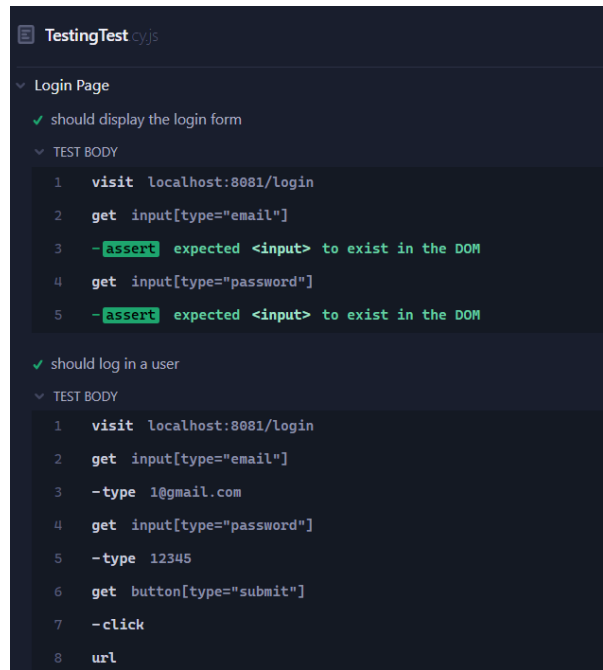 TestingTest cy.js
Login Page
should display the login form
TEST BODY
1 visit localhost:8081/login
2 get input[type="email"]
3 -assert expected <input> to exist in the DOM
4 get input[type="password"]
5 -assert expected <input> to exist in the DOM
should log in a user
TEST BODY
1 visit localhost:8081/login
2 get input[type="email"]
3 -type 1@gmail.com
4 get input[type="password"]
5 -type 12345
6 get button[type="submit"]
7 -click
8 url